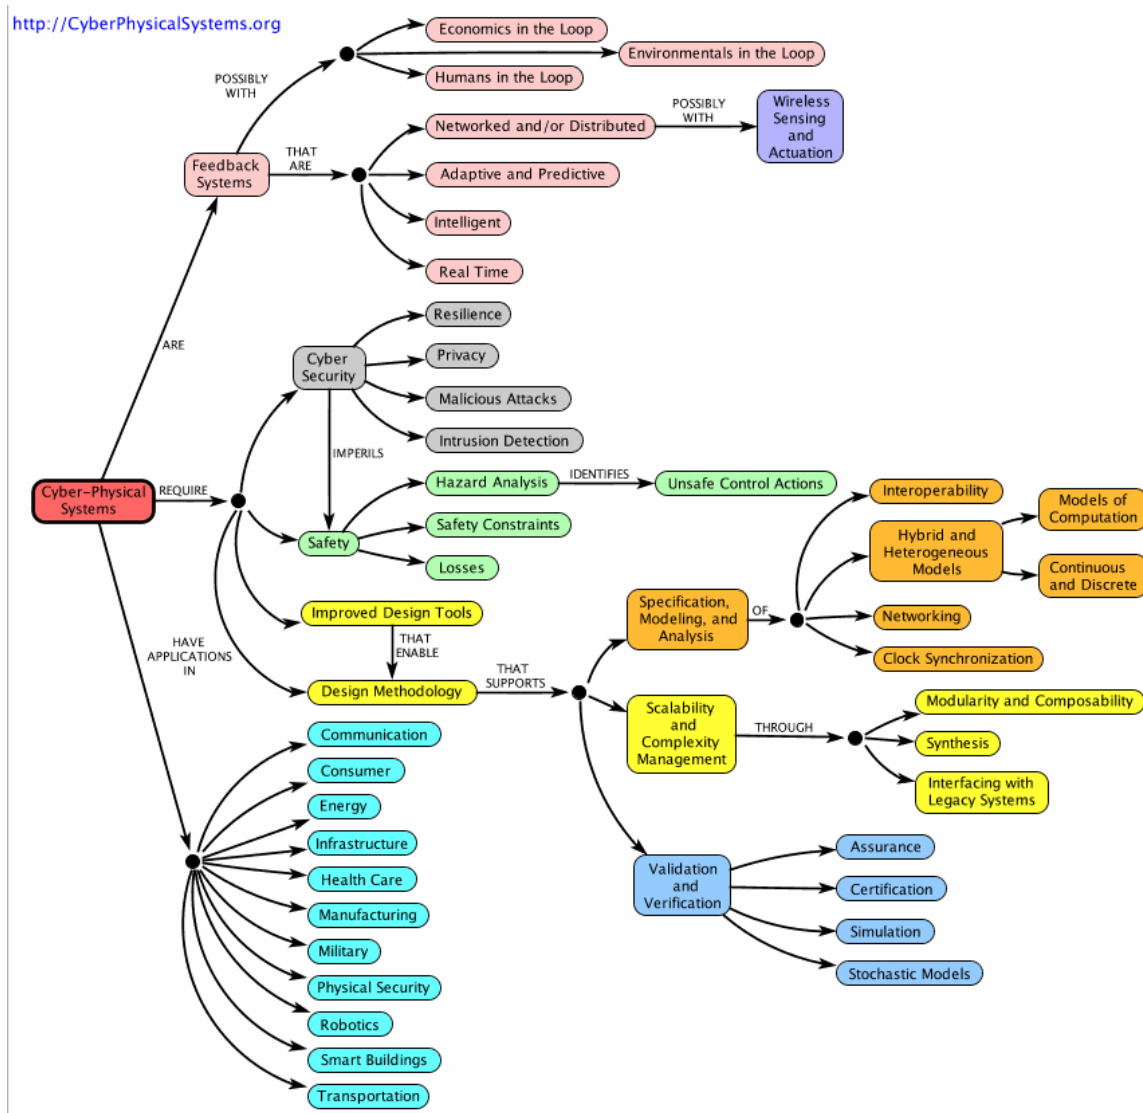 http://CyberPhysicalSystems.org
Economics in the Loop
Environmentals in the Loop
Humans in the Loop
POSSIBLY
WITH
Networked and/or Distributed
POSSIBLY
WITH
Wireless
Sensing
and
Actuation
Feedback
Systems
THAT
ARE
Adaptive and Predictive
Intelligent
Real Time
ARE
Resilience
Cyber
Security
Privacy
Malicious Attacks
Intrusion Detection
IMPERILS
Cyber-Physical
Systems
REQUIRE
Hazard Analysis
IDENTIFIES
Unsafe Control Actions
Safety
Safety Constraints
Losses
Improved Design Tools
THAT
ENABLE
Design Methodology
THAT
SUPPORTS
Specification,
Modeling, and
Analysis
OF
Interoperability
Hybrid and
Heterogeneous
Models
Models of
Computation
Continuous
and Discrete
Networking
Clock Synchronization
Scalability
and
Complexity
Management
THROUGH
Modularity and Composability
Synthesis
Interfacing with
Legacy Systems
Validation
and
Verification
Assurance
Certification
Simulation
Stochastic Models
HAVE
APPLICATIONS
IN
Communication
Consumer
Energy
Infrastructure
Health Care
Manufacturing
Military
Physical Security
Robotics
Smart Buildings
Transportation